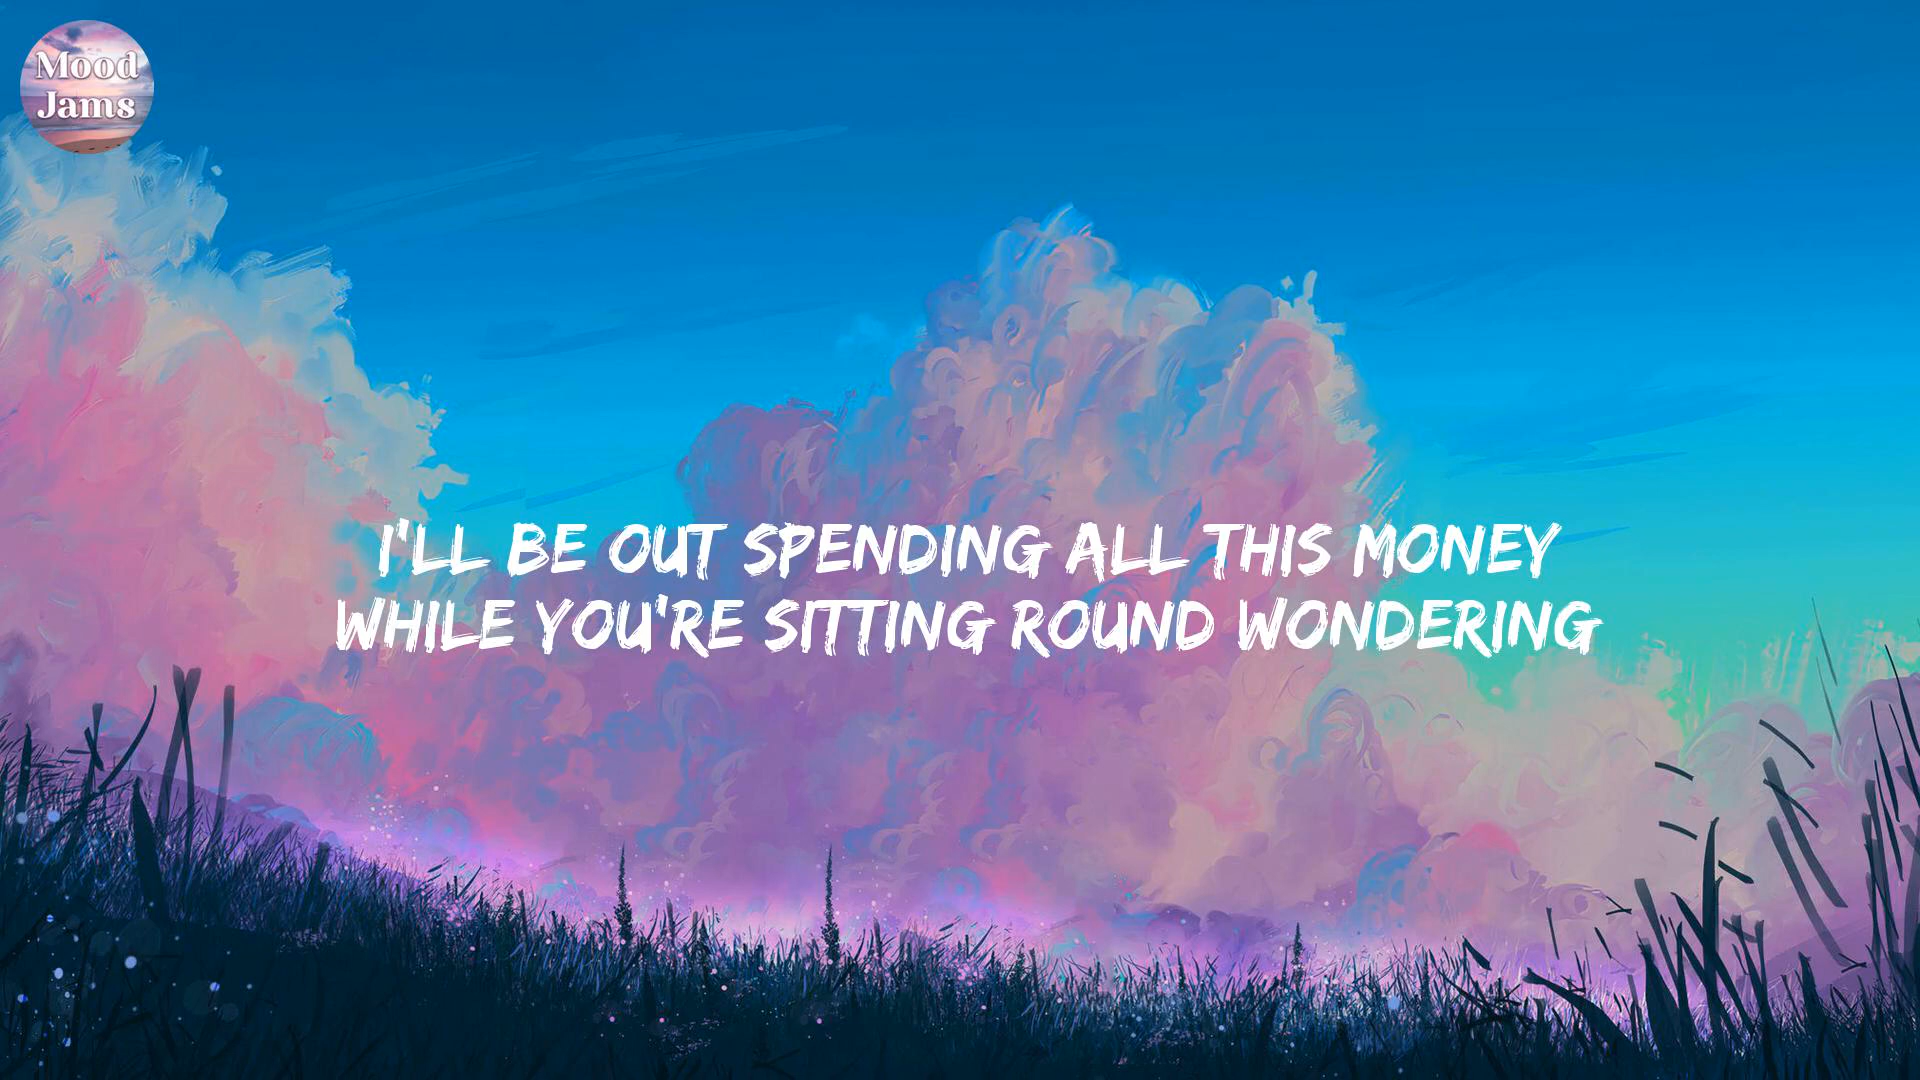 Mood
Jams
I'LL BE OUT SPENDING ALL THIS MONEY
WHILE YOU'RE SITTING ROUND WONDERING